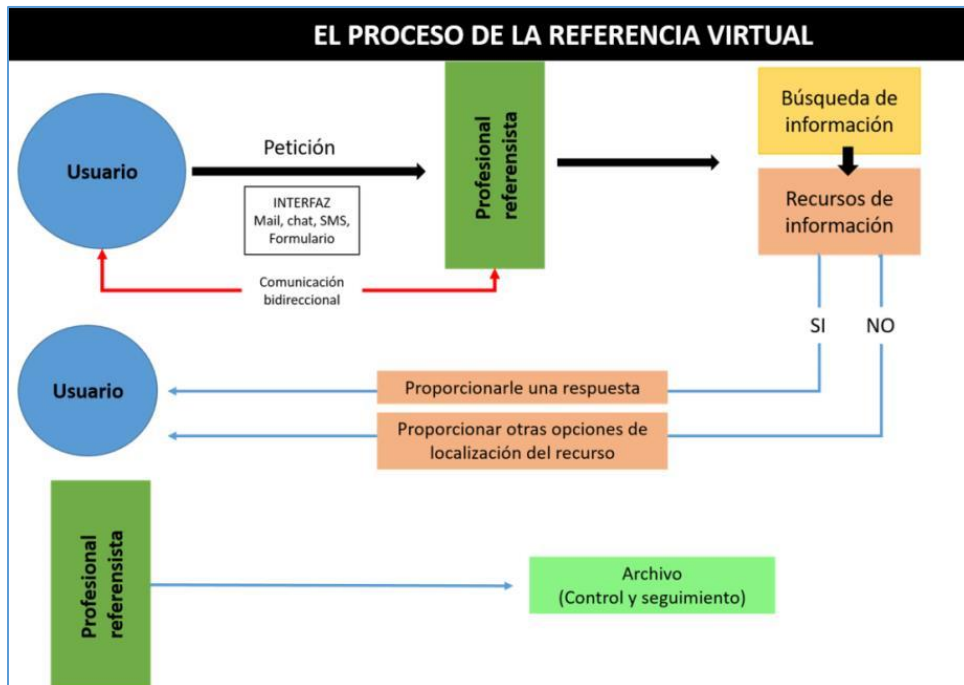 EL PROCESO DE LA REFERENCIA VIRTUAL
Usuario
Petición
INTERFAZ
Mail, chat, SMS,
Formulario
Comunicación
bidireccional
Profesional
referensista
Búsqueda de
información
Recursos de
información
SI
NO
Usuario
Proporcionarle una respuesta
Proporcionar otras opciones de
localización del recurso
Profesional
referensista
Archivo
(Control y seguimiento)